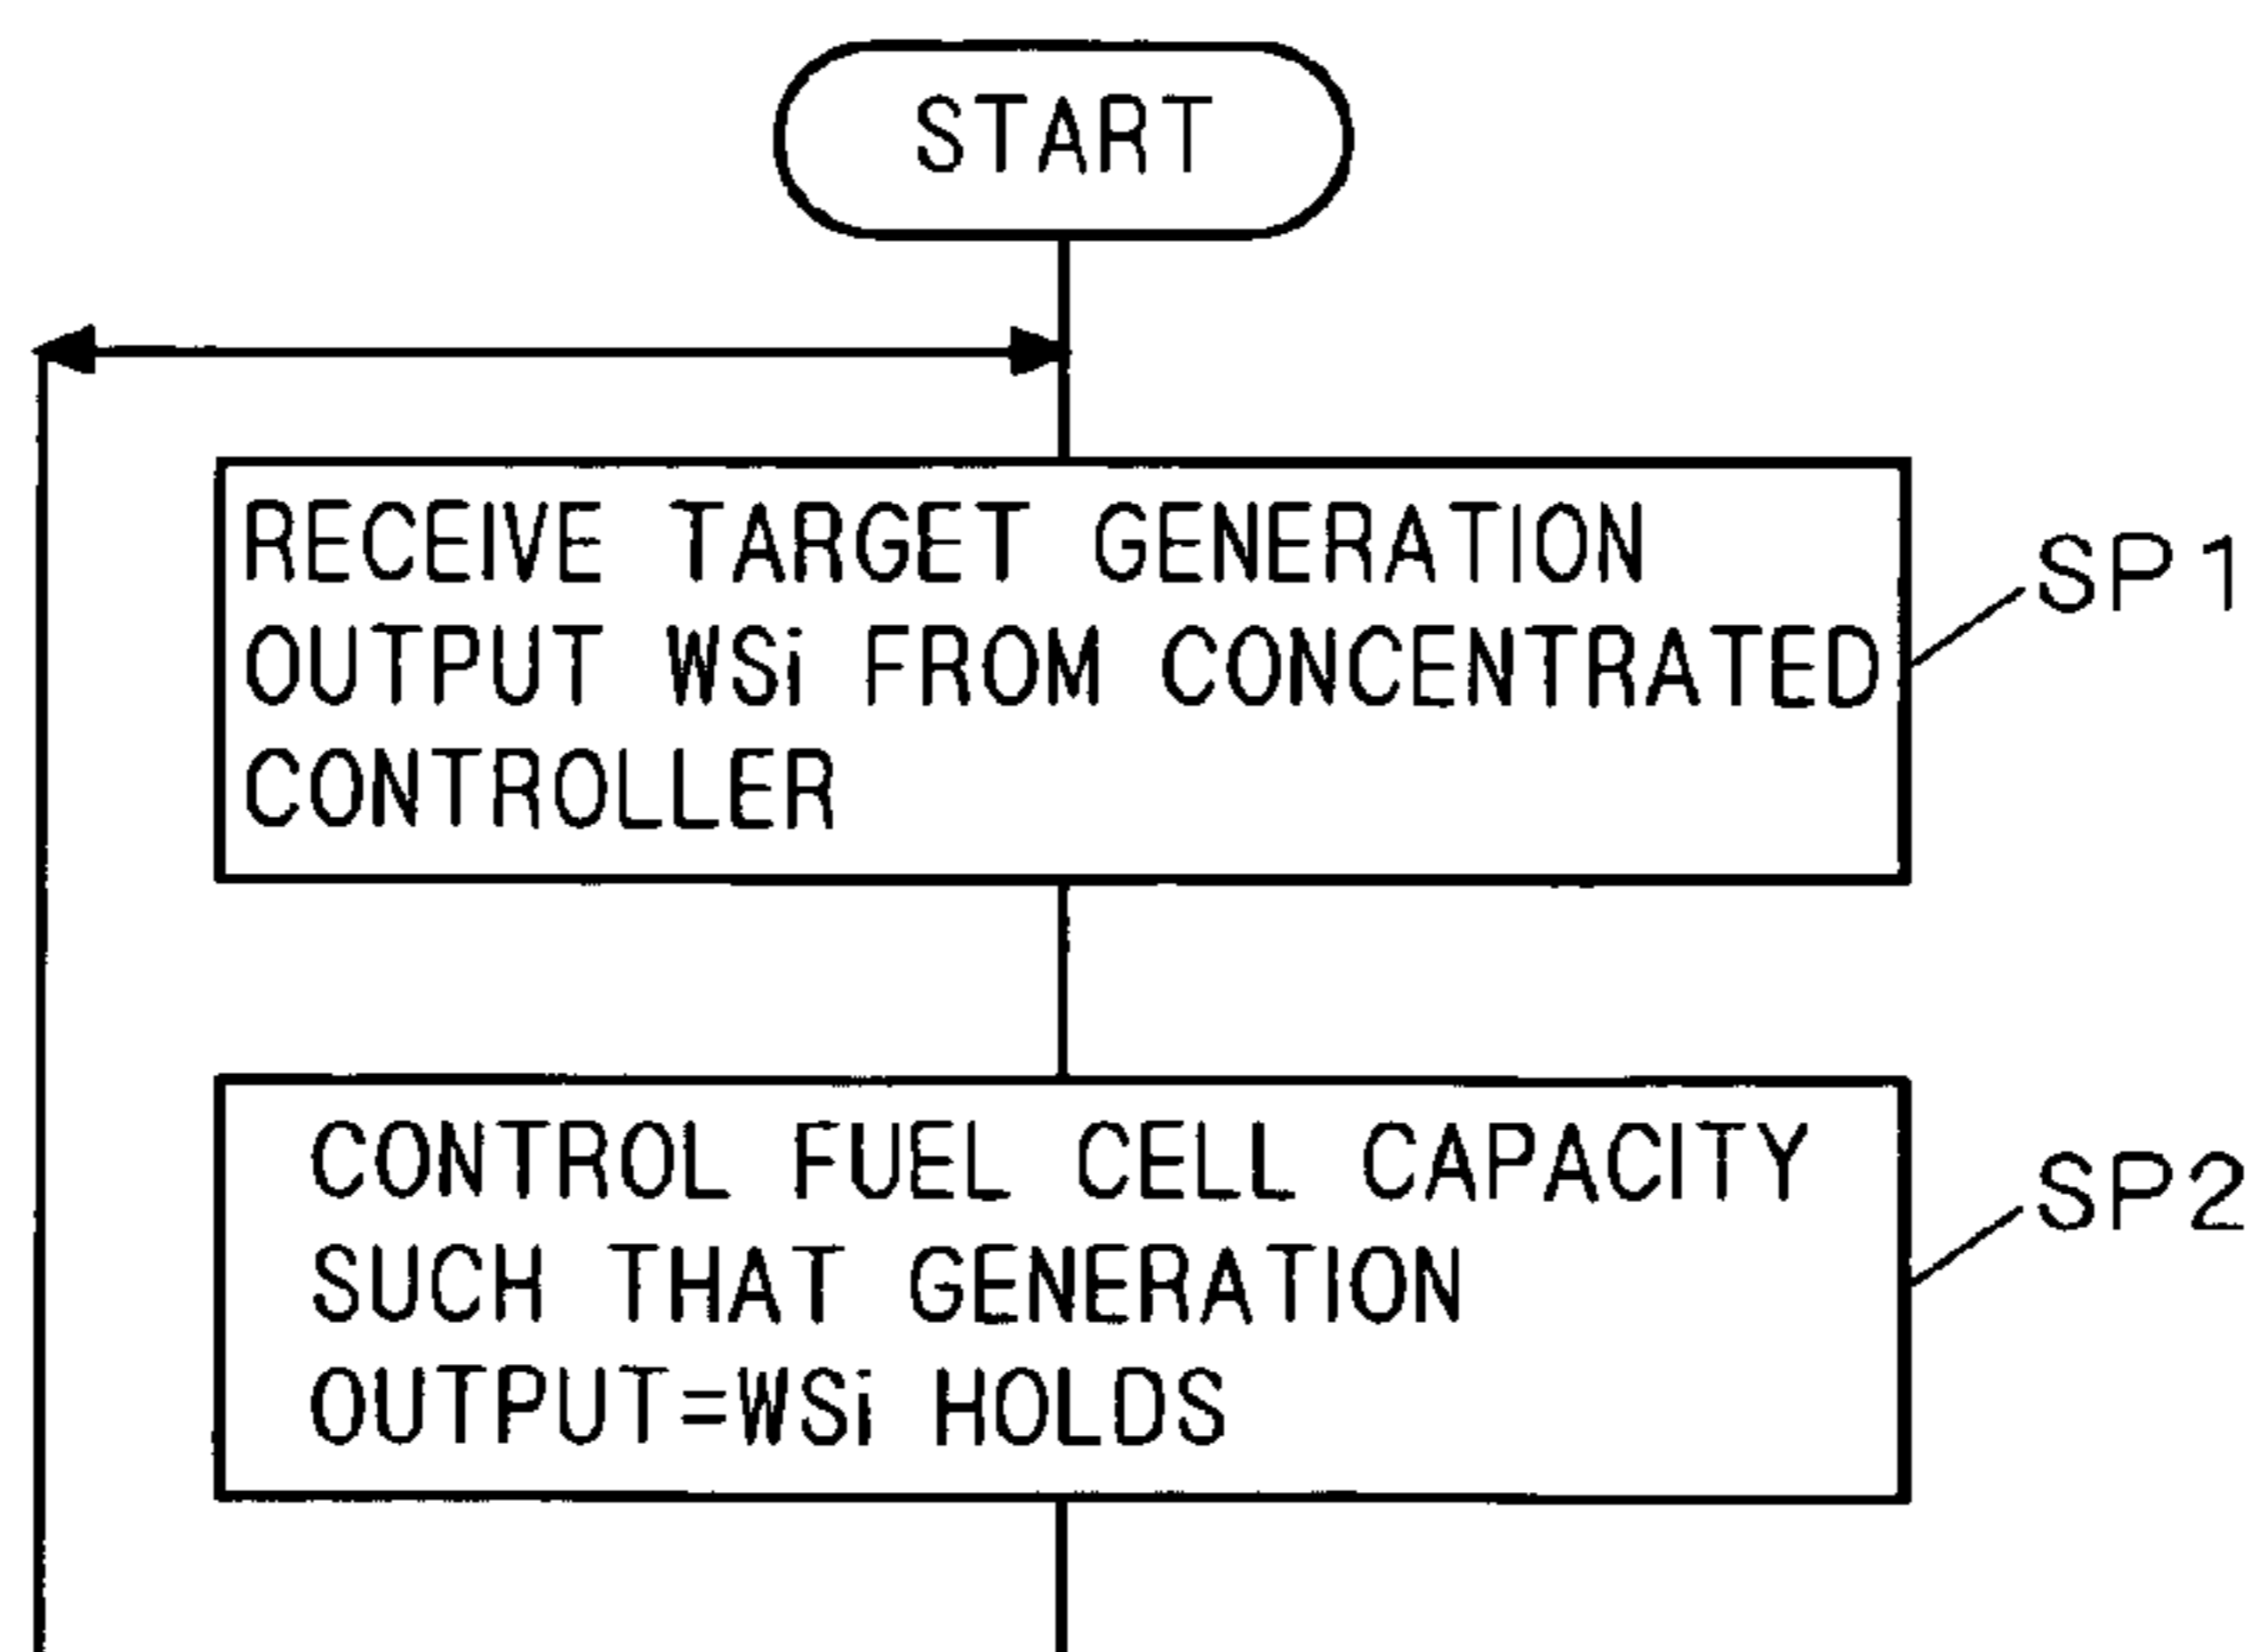 START
RECEIVE TARGET GENERATION
OUTPUT WSi FROM CONCENTRATED
CONTROLLER
SP1
CONTROL FUEL CELL CAPACITY
SUCH THAT GENERATION
OUTPUT=WSi HOLDS
SP2